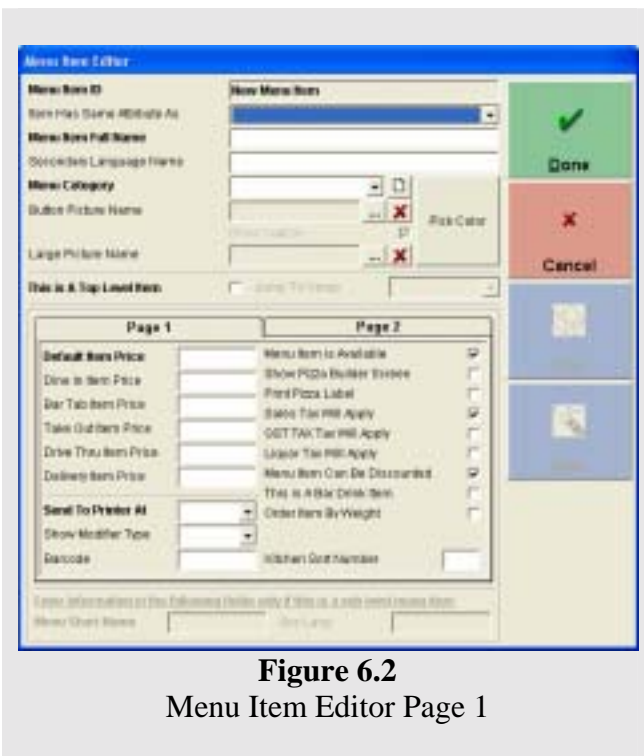 Menu Item Editor
Menu Item ID New Menu Item
Item Has Same Attribute As
Menu Item Full Name
Secondary Language Name
Menu Category
Button Picture Name
Pick Color
Large Picture Name
This is A Top Level Item
Done
Cancel
Page 1 Page 2
Default Item Price
Dine In Item Price
Bar Tab Item Price
Take Out Item Price
Drive Thru Item Price
Delivery Item Price
Send To Printer At
Show Modifier Type
Barcode
Menu Item is Available
Show Pizza Builder Screen
Print Pizza Label
Sales Tax Will Apply
GST TAX Tax Will Apply
Liquor Tax Will Apply
Menu Item Can Be Discounted
This is A Bar Drink Item
Order Item By Weight
Kitchen Sort Number
Figure 6.2
Menu Item Editor Page 1